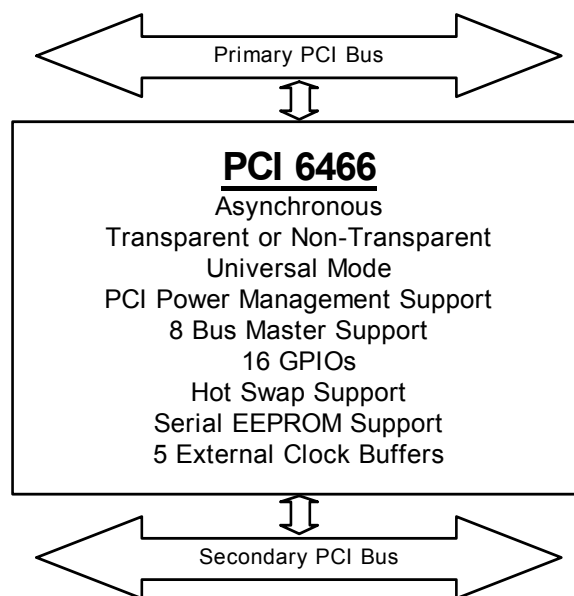 Primary PCI Bus
PCI 6466
Asynchronous
Transparent or Non-Transparent
Universal Mode
PCI Power Management Support
8 Bus Master Support
16 GPIOs
Hot Swap Support
Serial EEPROM Support
5 External Clock Buffers
Secondary PCI Bus